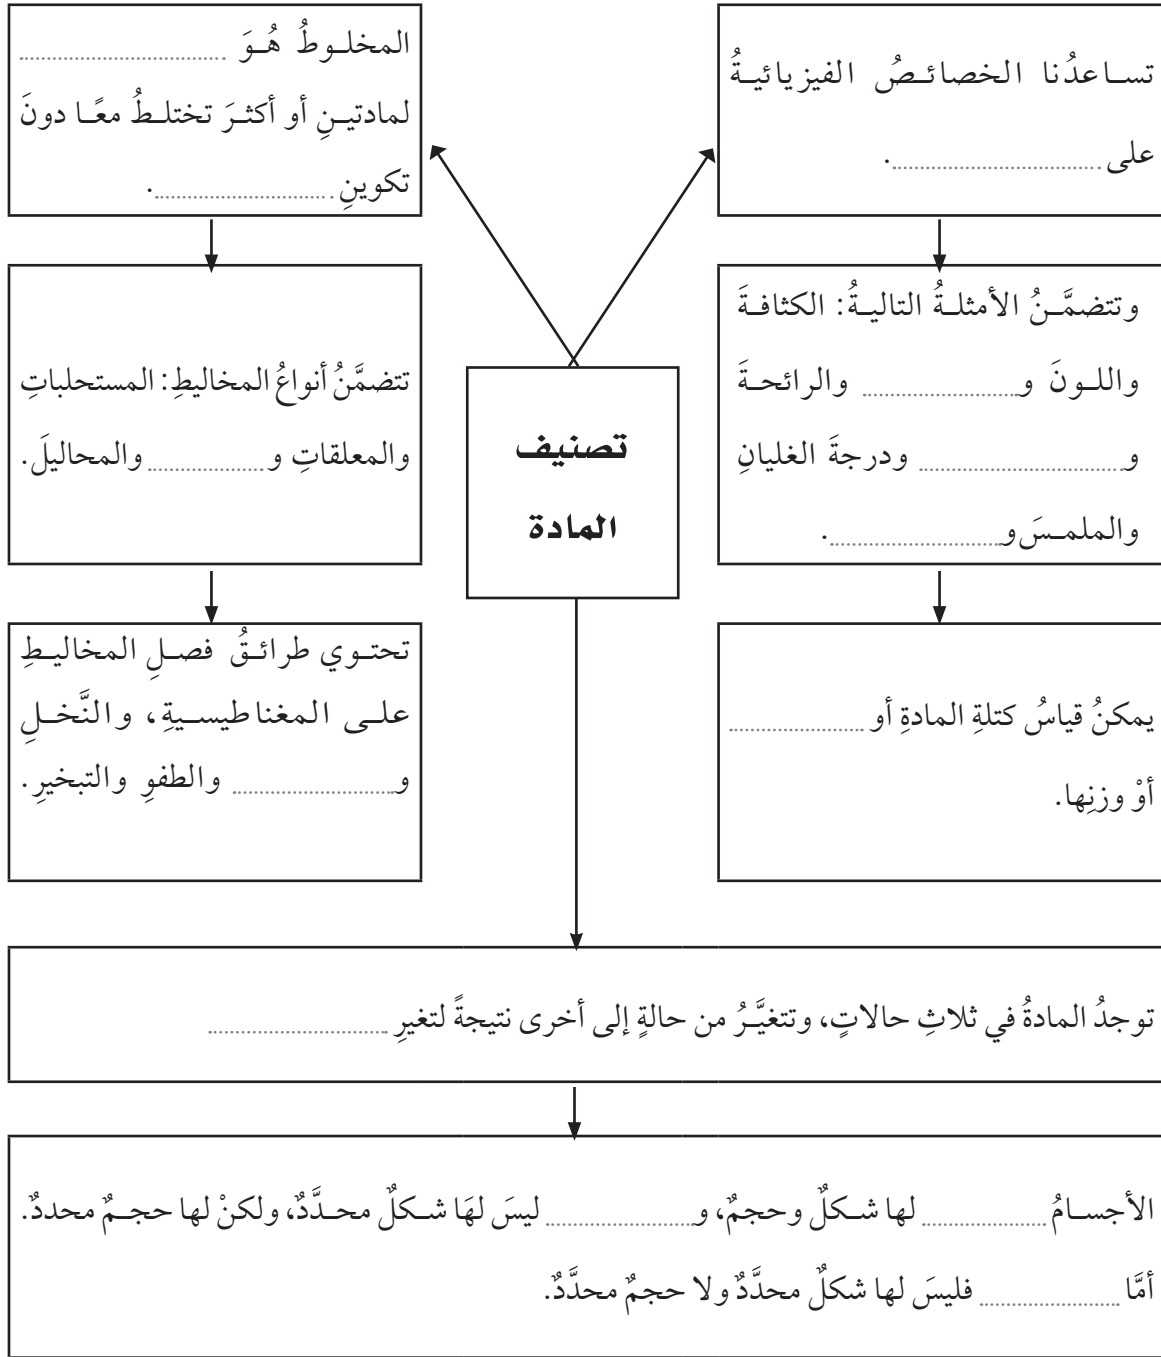 تساعدُنا الخصائصُ الفيزيائيةُ
على ..............................
وتتضمَّنُ الأمثلةُ التاليةُ: الكثافةَ
واللونَ و...................... والرائحةَ
و.............................. ودرجةَ الغليانِ
والملمسَ و.........................
يمكنُ قياسُ كتلةِ المادةِ أو ....................
أوْ وزنِها.
المخلوطُ هُوَ ..............................
لمادتينِ أو أكثرَ تختلطُ معًا دونَ
تكوينِ ..........................
تتضمَّنُ أنواعُ المخاليطِ: المستحلباتِ
والمعلقاتِ و................. والمحاليلَ.
تحتوي طرائقُ فصلِ المخاليطِ
على المغناطيسيةِ، والنَّخلِ
و....................... والطفوِ والتبخيرِ.
تصنيف
المادة
توجدُ المادةُ في ثلاثِ حالاتٍ، وتتغيَّرُ من حالةٍ إلى أخرى نتيجةً لتغيرِ ..........................
الأجسامُ .................. لها شكلٌ وحجمٌ، و..................... ليسَ لهَا شكلٌ محدَّدٌ، ولكنْ لها حجمٌ محددٌ.
أمَّا .................... فليسَ لها شكلٌ محدَّدٌ ولا حجمٌ محدَّدٌ.